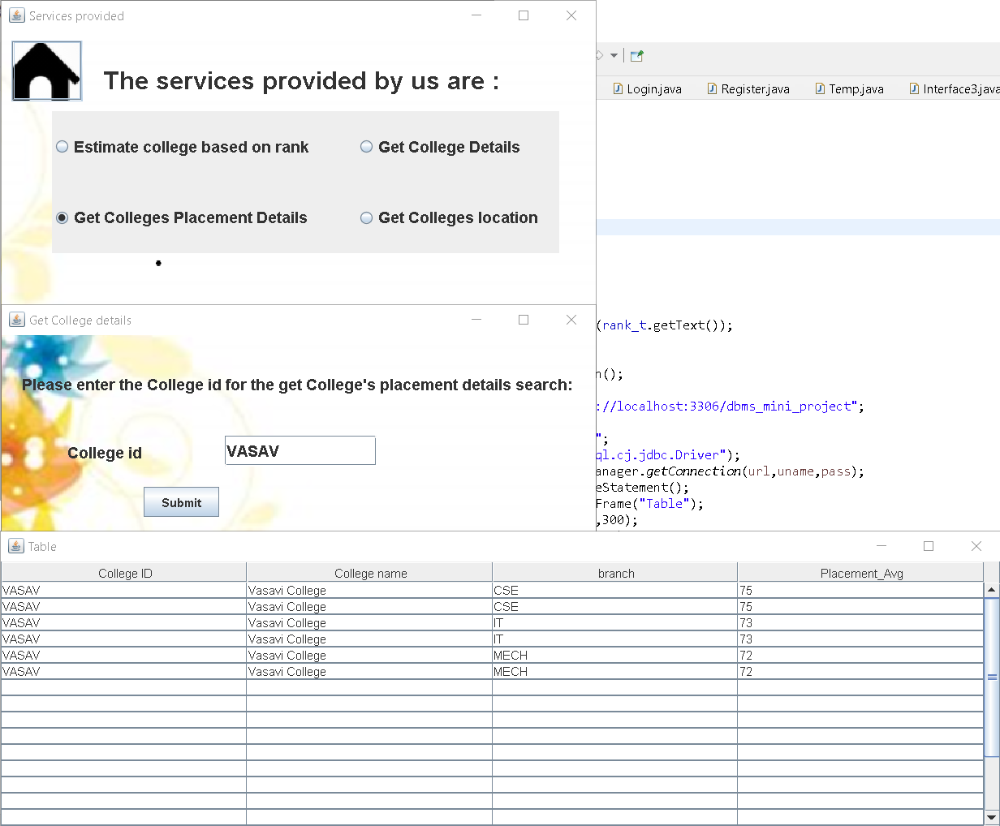 Services provided
The services provided by us are :
Estimate college based on rank
Get College Details
Get Colleges Placement Details
Get Colleges location
Login.java
Register.java
Temp.java
Interface3.java
(rank_t.getText());
n();
://localhost:3306/dbms_mini_project";
";
ql.cj.jdbc.Driver");
anager.getConnection(url,uname,pass);
eStatement();
Frame("Table");
,300);
Get College details
Please enter the College id for the get College's placement details search:
College id
VASAV
Submit
Table
College ID College name branch Placement_Avg
VASAV Vasavi College CSE 75
VASAV Vasavi College CSE 75
VASAV Vasavi College IT 73
VASAV Vasavi College IT 73
VASAV Vasavi College MECH 72
VASAV Vasavi College MECH 72